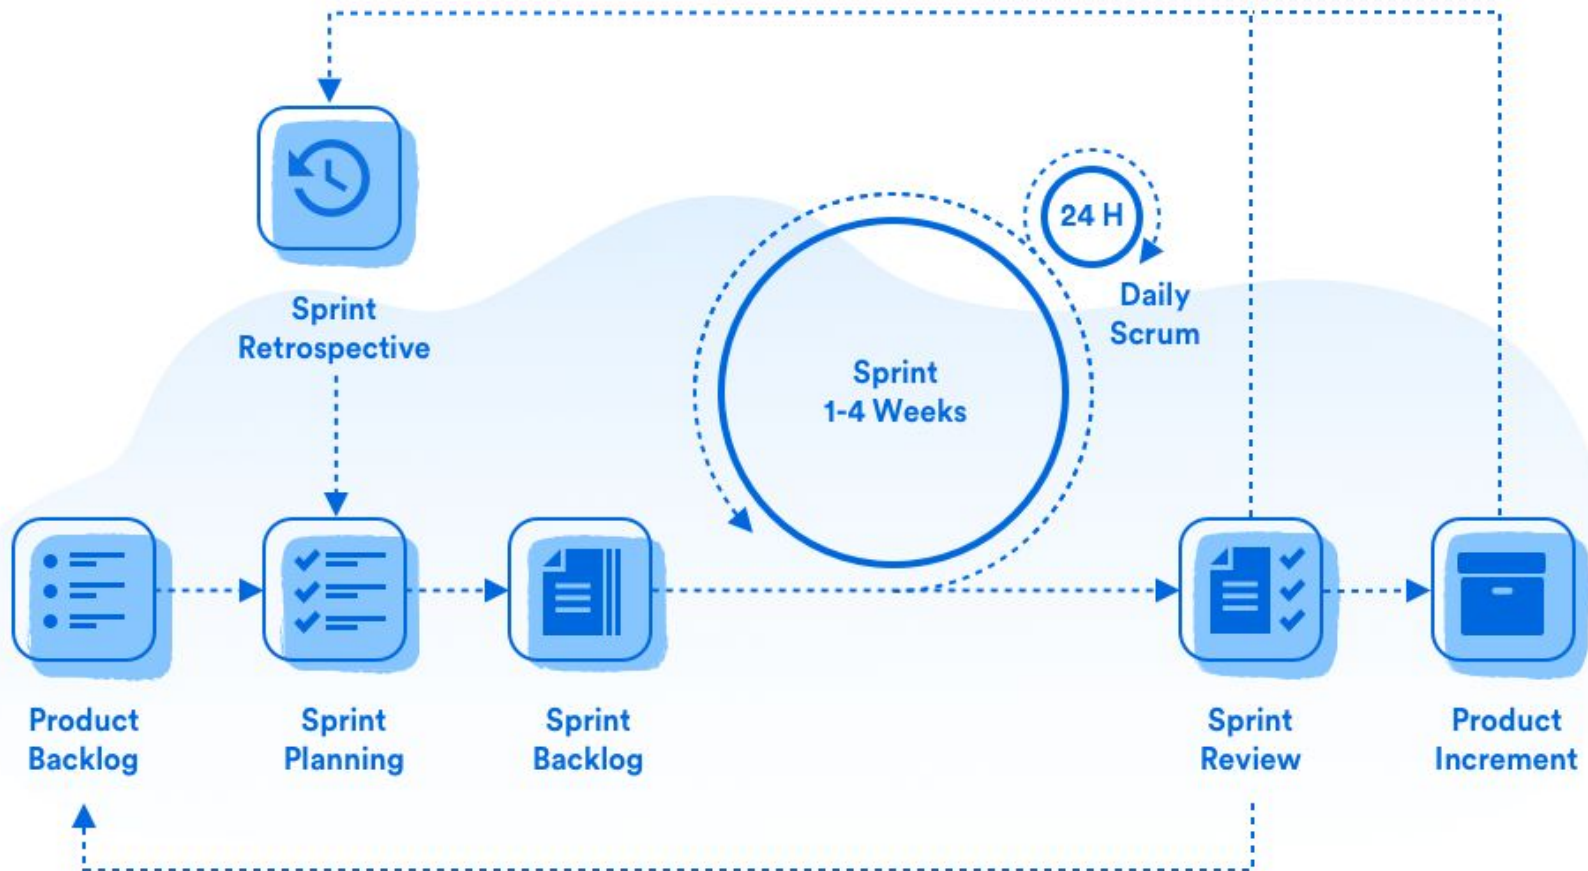 24 H
Daily
Scrum
Sprint
Retrospective
Sprint
1-4 Weeks
Product
Backlog
Sprint
Planning
Sprint
Backlog
Sprint
Review
Product
Increment